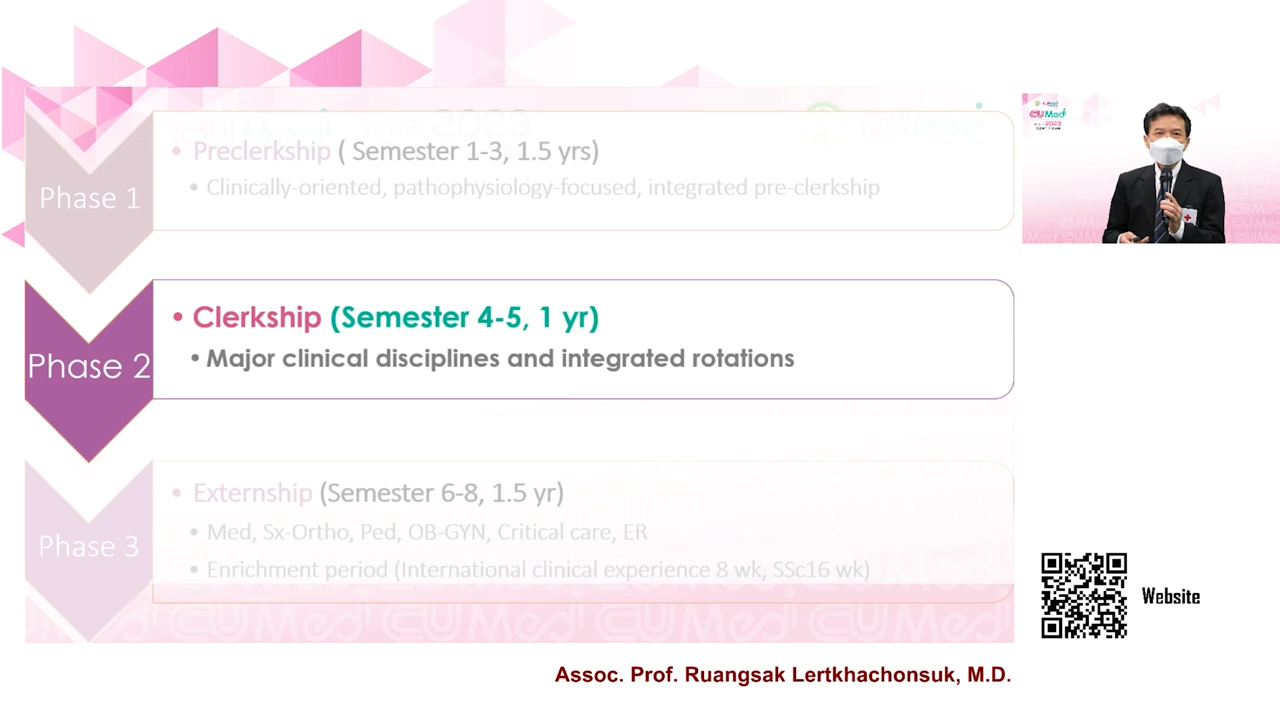 Phase 1
• Preclerkship ( Semester 1-3, 1.5 yrs)
• Clinically-oriented, pathophysiology-focused, integrated pre-clerkship
Phase 2
• Clerkship (Semester 4-5, 1 yr)
• Major clinical disciplines and integrated rotations
Phase 3
• Externship (Semester 6-8, 1.5 yr)
• Med, Sx-Ortho, Ped, OB-GYN, Critical care, ER
• Enrichment period (International clinical experience 8 wk, SSc16 wk)
CU Medi
2023
Website
Assoc. Prof. Ruangsak Lertkhachonsuk, M.D.